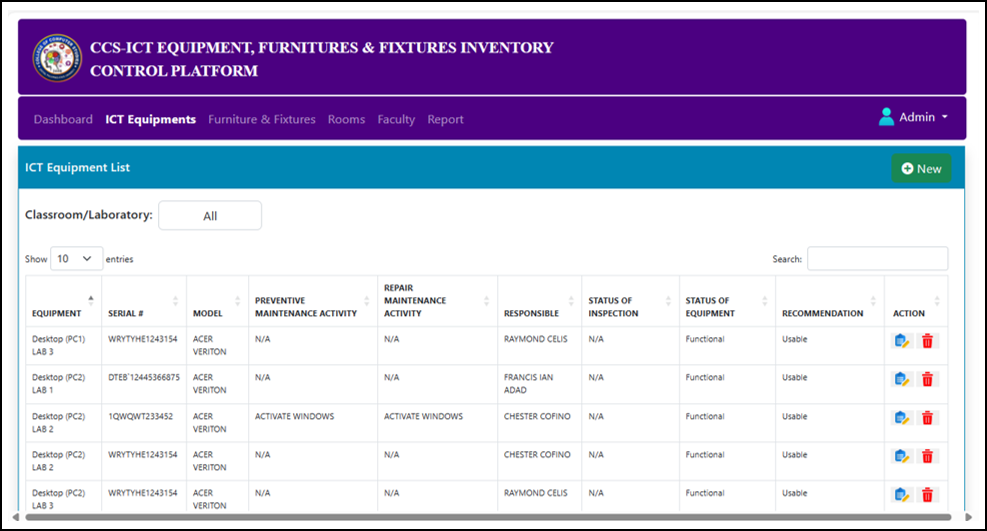 CCS-ICT EQUIPMENT, FURNITURES & FIXTURES INVENTORY
CONTROL PLATFORM
Dashboard ICT Equipments Furniture & Fixtures Rooms Faculty Report Admin
ICT Equipment List New
Classroom/Laboratory: All
Show 10 entries Search:
REPAIR
PREVENTIVE MAINTENANCE STATUS OF STATUS OF
EQUIPMENT SERIAL # MODEL MAINTENANCE ACTIVITY ACTIVITY RESPONSIBLE INSPECTION EQUIPMENT RECOMMENDATION ACTION
Desktop (PC1) WRYTYHE1243154 ACER N/A N/A RAYMOND CELIS N/A Functional Usable
LAB 3 VERITON
Desktop (PC2) DTEB`12445366875 ACER N/A N/A FRANCIS IAN N/A Functional Usable
LAB 1 VERITON ADAD
Desktop (PC2) 1QWQWT233452 ACER ACTIVATE WINDOWS ACTIVATE WINDOWS CHESTER COFINO N/A Functional Usable
LAB 2 VERITON
Desktop (PC2) WRYTYHE1243154 ACER N/A N/A CHESTER COFINO N/A Functional Usable
LAB 2 VERITON
Desktop (PC2) WRYTYHE1243154 ACER N/A N/A RAYMOND CELIS N/A Functional Usable
LAB 3 VERITON